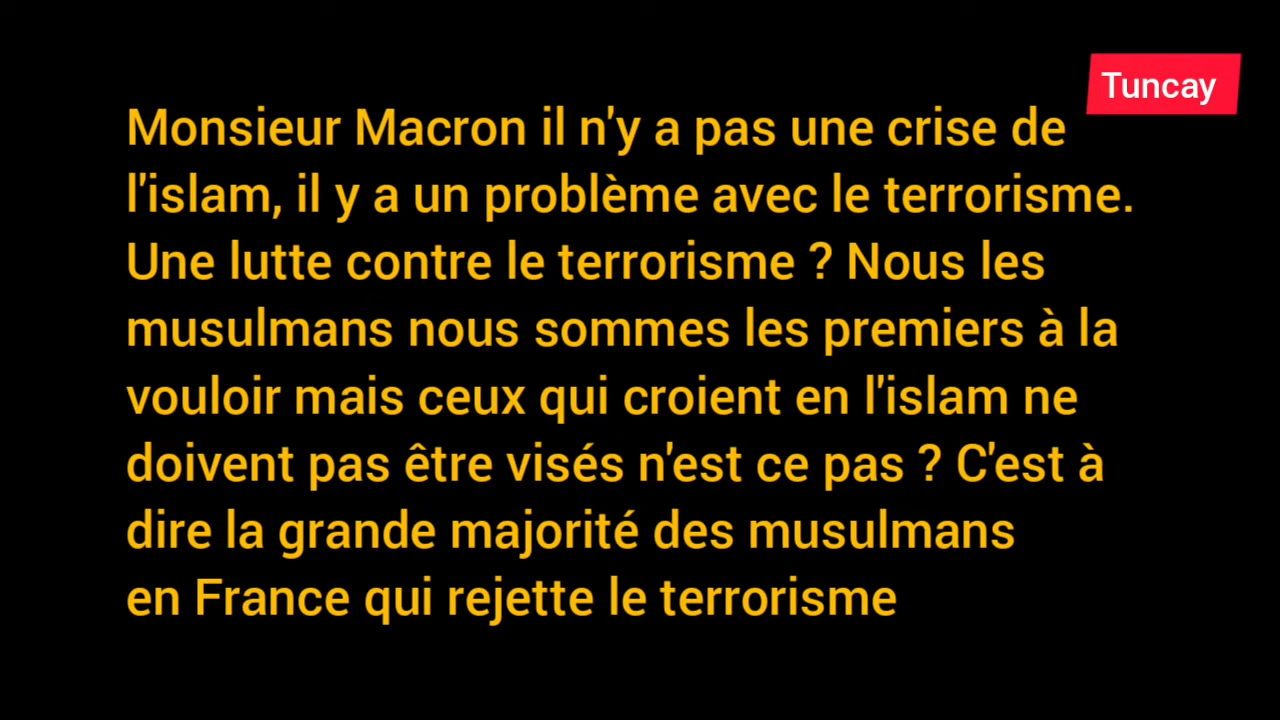 Tuncay
Monsieur Macron il n'y a pas une crise de
l'islam, il y a un problème avec le terrorisme.
Une lutte contre le terrorisme ? Nous les
musulmans nous sommes les premiers à la
vouloir mais ceux qui croient en l'islam ne
doivent pas être visés n'est ce pas ? C'est à
dire la grande majorité des musulmans
en France qui rejette le terrorisme